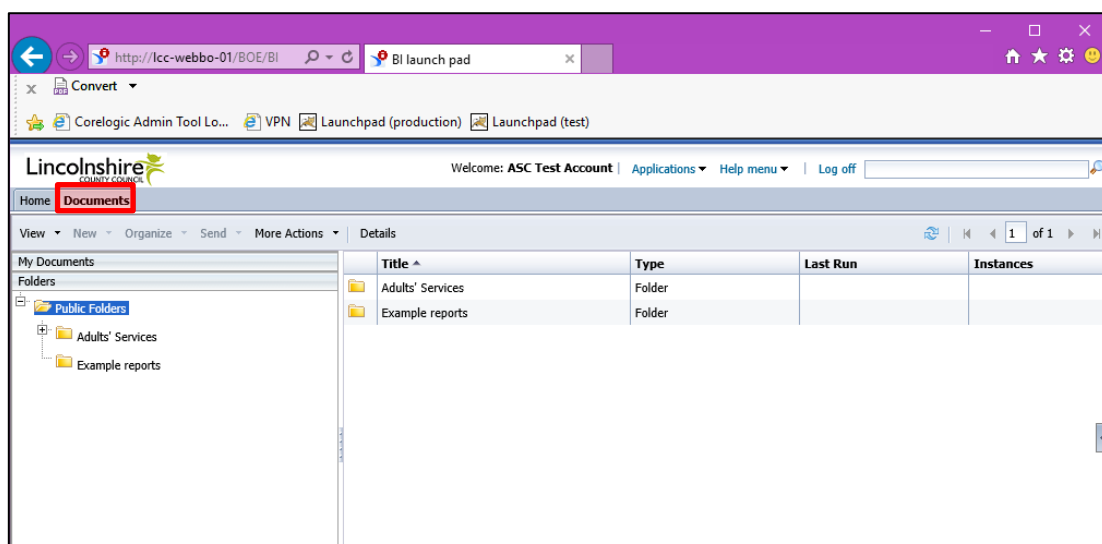 http://lcc-webbo-01/BOE/BI
BI launch pad
Convert
Corelogic Admin Tool Lo... VPN Launchpad (production) Launchpad (test)
Lincolnshire
COUNTY COUNCIL
Welcome: ASC Test Account | Applications Help menu | Log off
Home Documents
View New Organize Send More Actions Details 1 of 1
My Documents
Folders
Title Type Last Run Instances
Public Folders
Adults' Services
Example reports
Adults' Services Folder
Example reports Folder